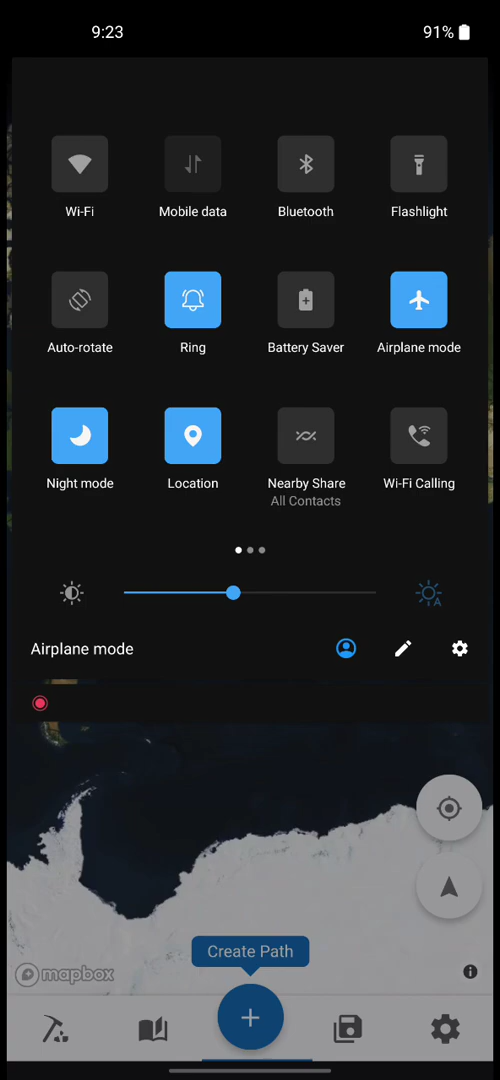 9:23
91%
Wi-Fi
Mobile data
Bluetooth
Flashlight
Auto-rotate
Ring
Battery Saver
Airplane mode
Night mode
Location
Nearby Share
All Contacts
Wi-Fi Calling
A
Airplane mode
Create Path
mapbox